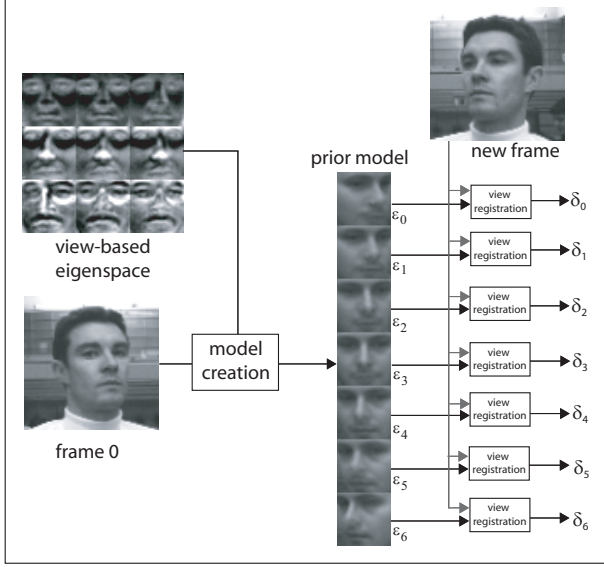 new frame
prior model
view-based
eigenspace
model
creation
frame 0
ε0
ε1
ε2
ε3
ε4
ε5
ε6
view
registration
δ0
view
registration
δ1
view
registration
δ2
view
registration
δ3
view
registration
δ4
view
registration
δ5
view
registration
δ6